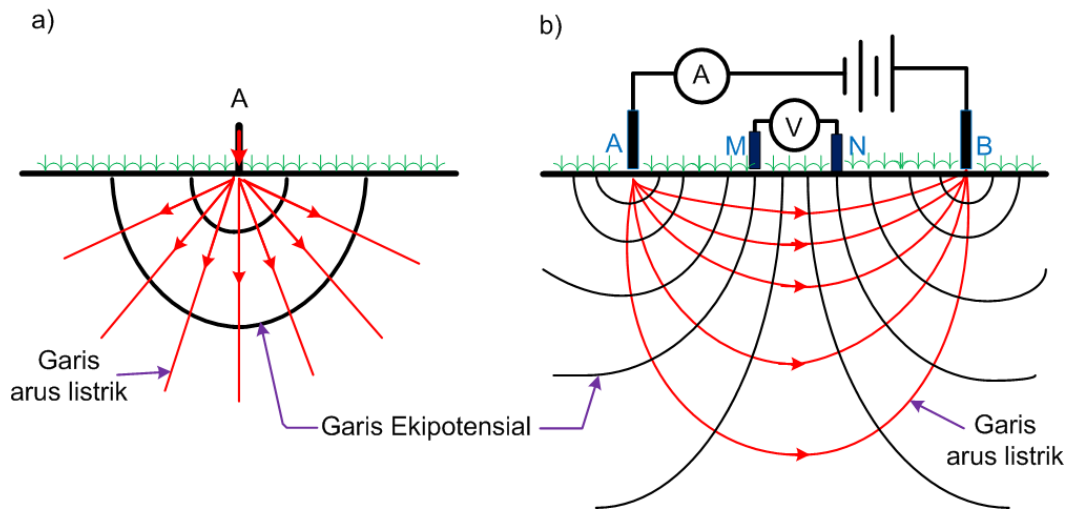 a)
A
Garis
arus listrik
Garis Ekipotensial
b)
A
V
A
M
N
B
Garis
arus listrik